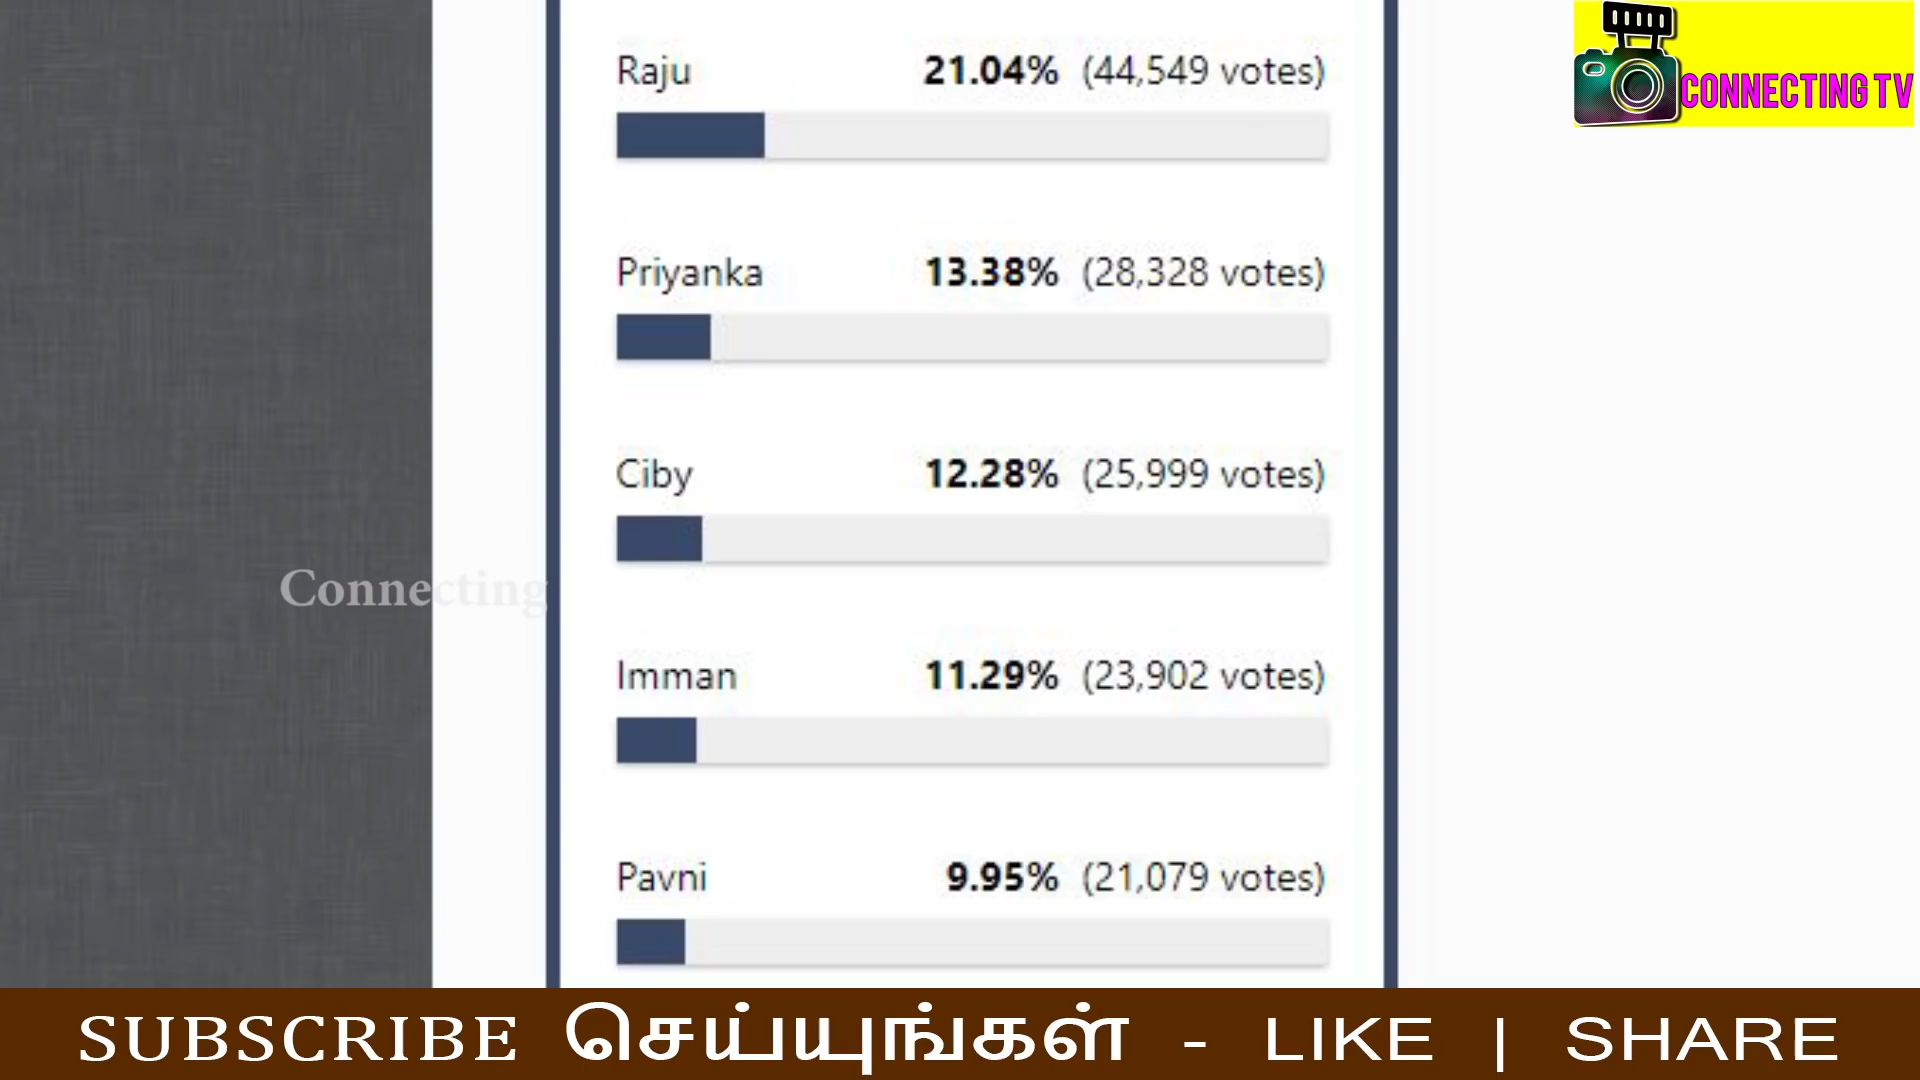 CONNECTING TV
Raju 21.04% (44,549 votes)
Priyanka 13.38% (28,328 votes)
Ciby 12.28% (25,999 votes)
Connecting
Imman 11.29% (23,902 votes)
Pavni 9.95% (21,079 votes)
SUBSCRIBE செய்யுங்கள் - LIKE | SHARE